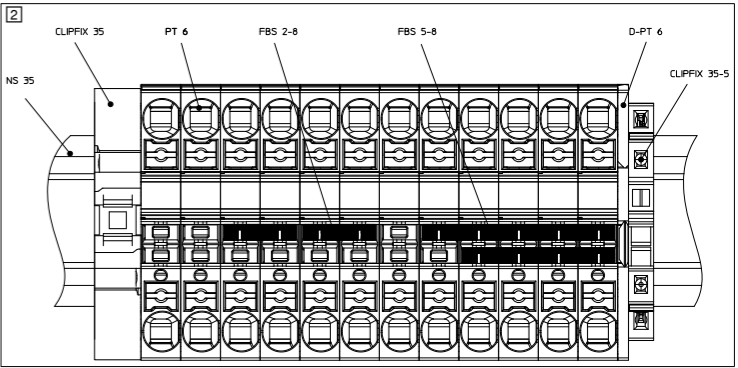 2
CLIPFIX 35
PT 6
FBS 2-8
FBS 5-8
D-PT 6
CLIPFIX 35-5
NS 35